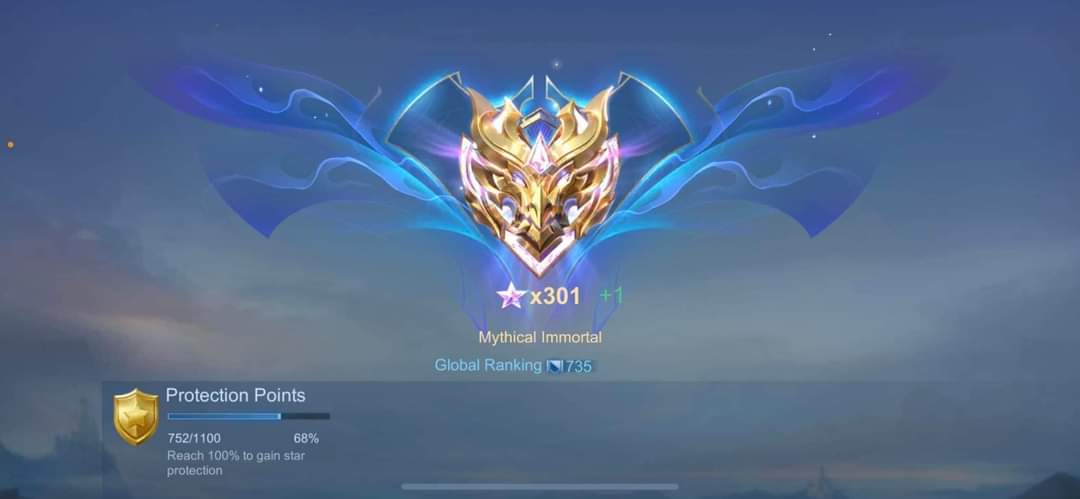 x301 +1
Mythical Immortal
Global Ranking 735
Protection Points
752/1100 68%
Reach 100% to gain star
protection